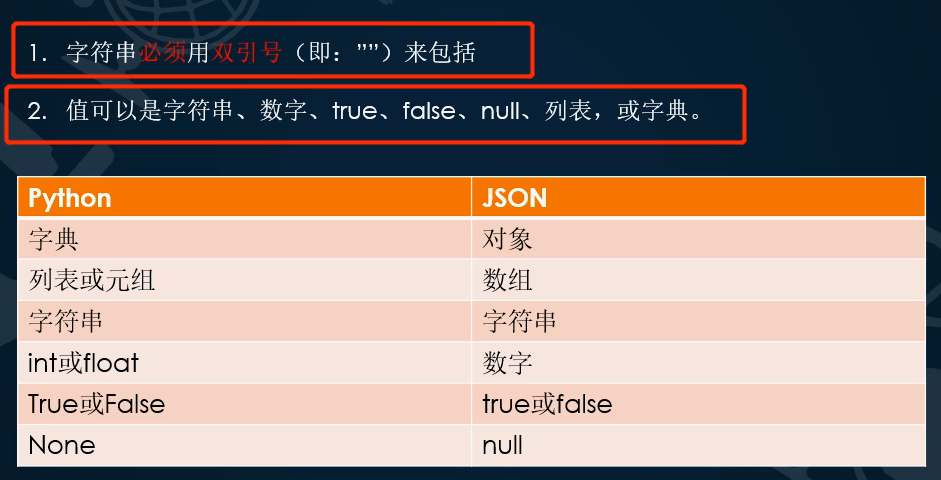 1. 字符串必须用双引号（即：””）来包括
2. 值可以是字符串、数字、true、false、null、列表，或字典。
Python JSON
字典 对象
列表或元组 数组
字符串 字符串
int或float 数字
True或False true或false
None null